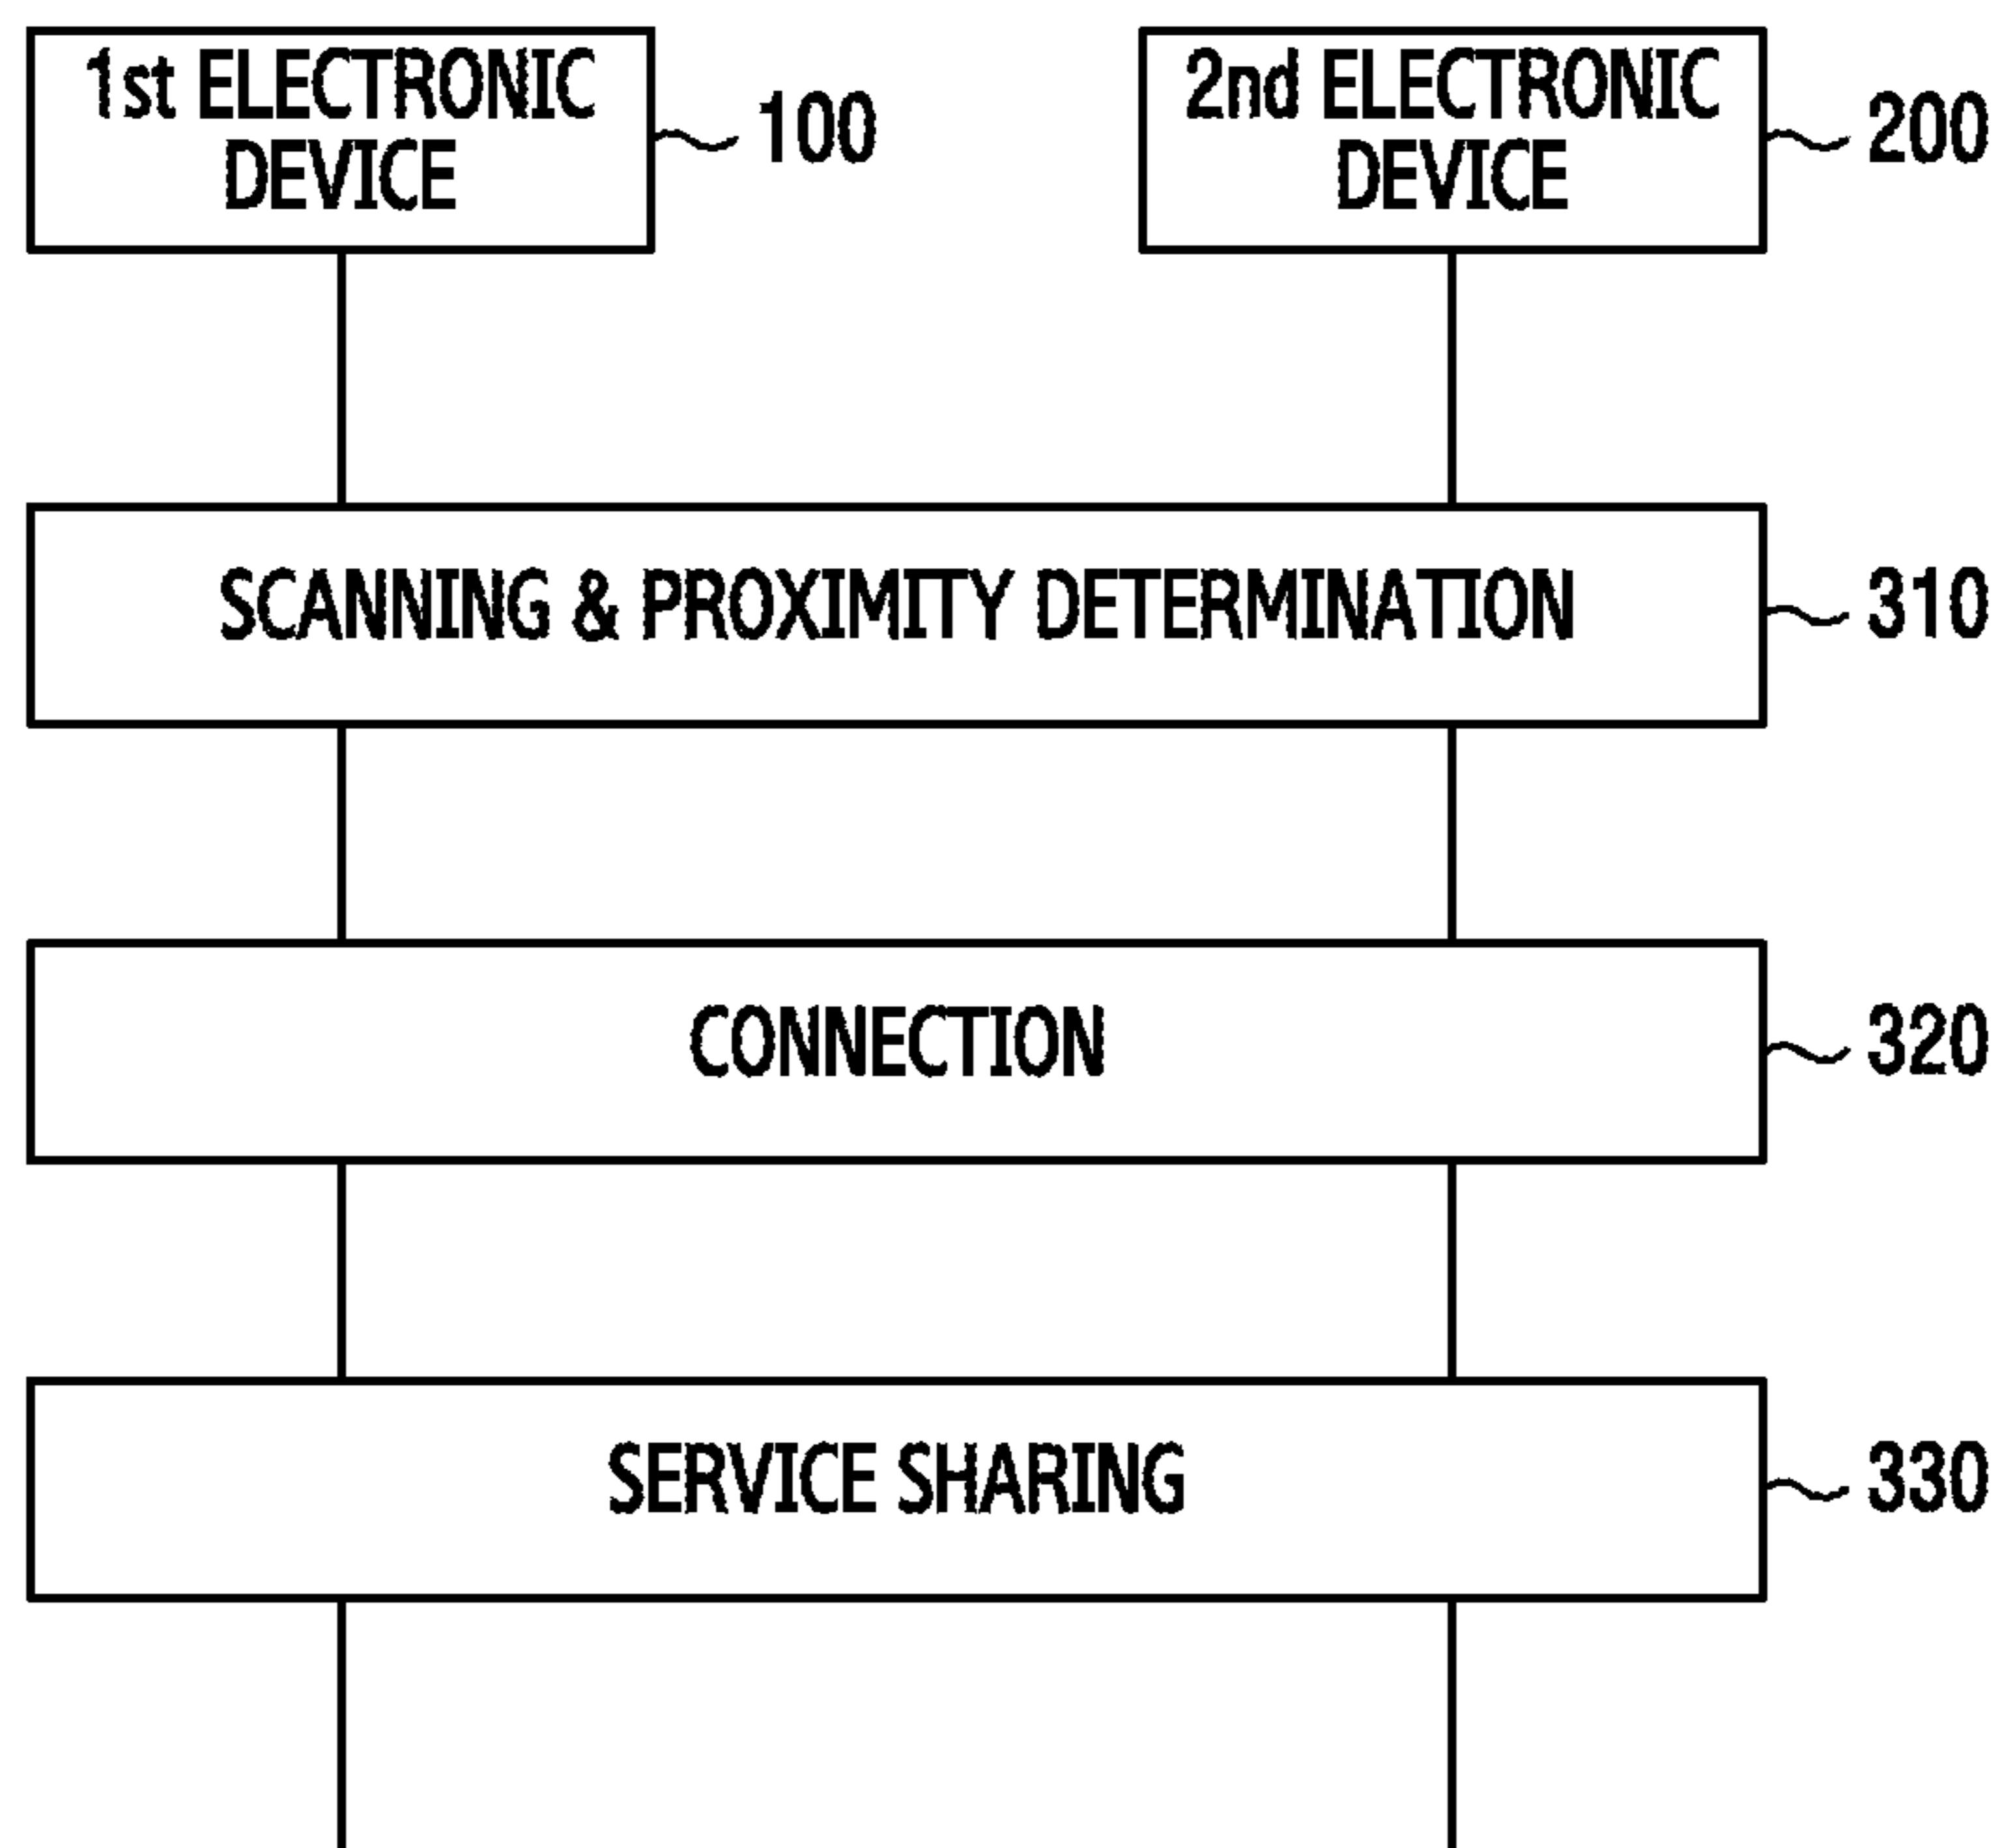 1st ELECTRONIC
DEVICE
100
2nd ELECTRONIC
DEVICE
200
SCANNING & PROXIMITY DETERMINATION
310
CONNECTION
320
SERVICE SHARING
330